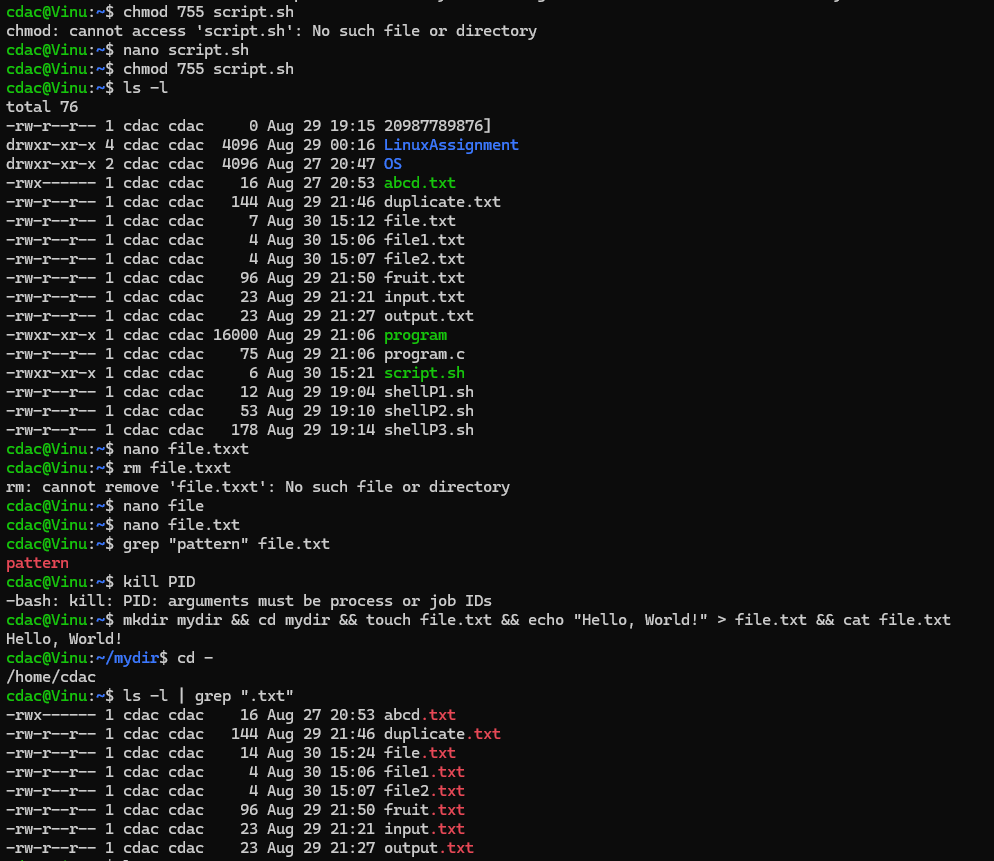 cdac@Vinu:~$ chmod 755 script.sh
chmod: cannot access 'script.sh': No such file or directory
cdac@Vinu:~$ nano script.sh
cdac@Vinu:~$ chmod 755 script.sh
cdac@Vinu:~$ ls -l
total 76
-rw-r--r-- 1 cdac cdac     0 Aug 29 19:15 20987789876]
drwxr-xr-x 4 cdac cdac  4096 Aug 29 00:16 LinuxAssignment
drwxr-xr-x 2 cdac cdac  4096 Aug 27 20:47 OS
-rwx------ 1 cdac cdac    16 Aug 27 20:53 abcd.txt
-rw-r--r-- 1 cdac cdac   144 Aug 29 21:46 duplicate.txt
-rw-r--r-- 1 cdac cdac     7 Aug 30 15:12 file.txt
-rw-r--r-- 1 cdac cdac     4 Aug 30 15:06 file1.txt
-rw-r--r-- 1 cdac cdac     4 Aug 30 15:07 file2.txt
-rw-r--r-- 1 cdac cdac    96 Aug 29 21:50 fruit.txt
-rw-r--r-- 1 cdac cdac    23 Aug 29 21:21 input.txt
-rw-r--r-- 1 cdac cdac    23 Aug 29 21:27 output.txt
-rwxr-xr-x 1 cdac cdac 16000 Aug 29 21:06 program
-rw-r--r-- 1 cdac cdac    75 Aug 29 21:06 program.c
-rwxr-xr-x 1 cdac cdac     6 Aug 30 15:21 script.sh
-rw-r--r-- 1 cdac cdac    12 Aug 29 19:04 shellP1.sh
-rw-r--r-- 1 cdac cdac    53 Aug 29 19:10 shellP2.sh
-rw-r--r-- 1 cdac cdac   178 Aug 29 19:14 shellP3.sh
cdac@Vinu:~$ nano file.txxt
cdac@Vinu:~$ rm file.txxt
rm: cannot remove 'file.txxt': No such file or directory
cdac@Vinu:~$ nano file
cdac@Vinu:~$ nano file.txt
cdac@Vinu:~$ grep "pattern" file.txt
pattern
cdac@Vinu:~$ kill PID
-bash: kill: PID: arguments must be process or job IDs
cdac@Vinu:~$ mkdir mydir && cd mydir && touch file.txt && echo "Hello, World!" > file.txt && cat file.txt
Hello, World!
cdac@Vinu:~/mydir$ cd -
/home/cdac
cdac@Vinu:~$ ls -l | grep ".txt"
-rwx------ 1 cdac cdac    16 Aug 27 20:53 abcd.txt
-rw-r--r-- 1 cdac cdac   144 Aug 29 21:46 duplicate.txt
-rw-r--r-- 1 cdac cdac    14 Aug 30 15:24 file.txt
-rw-r--r-- 1 cdac cdac     4 Aug 30 15:06 file1.txt
-rw-r--r-- 1 cdac cdac     4 Aug 30 15:07 file2.txt
-rw-r--r-- 1 cdac cdac    96 Aug 29 21:50 fruit.txt
-rw-r--r-- 1 cdac cdac    23 Aug 29 21:21 input.txt
-rw-r--r-- 1 cdac cdac    23 Aug 29 21:27 output.txt